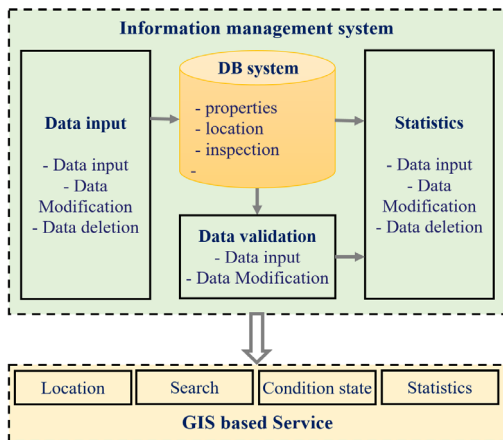 Information management system
Data input
- Data input
- Data
Modification
- Data deletion
DB system
- properties
- location
- inspection
-
Data validation
- Data input
- Data Modification
Statistics
- Data input
- Data
Modification
- Data deletion
Location
Search
Condition state
Statistics
GIS based Service